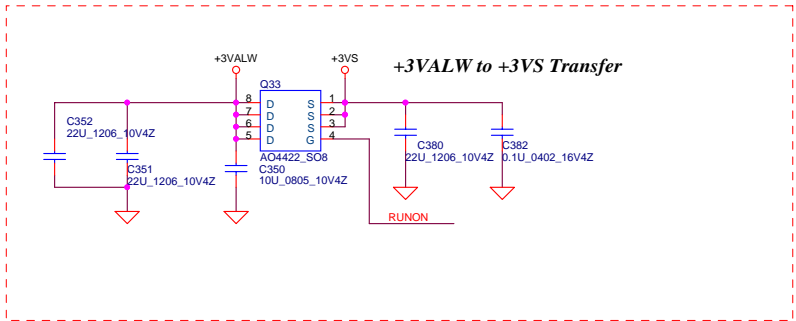 +3VALW to +3VS Transfer
+3VALW
+3VS
Q33
8 D S 1
7 D S 2
6 D S 3
5 D G 4
AO4422_SO8
C352
22U_1206_10V4Z
C351
22U_1206_10V4Z
C350
10U_0805_10V4Z
C380
22U_1206_10V4Z
C382
0.1U_0402_16V4Z
RUNON